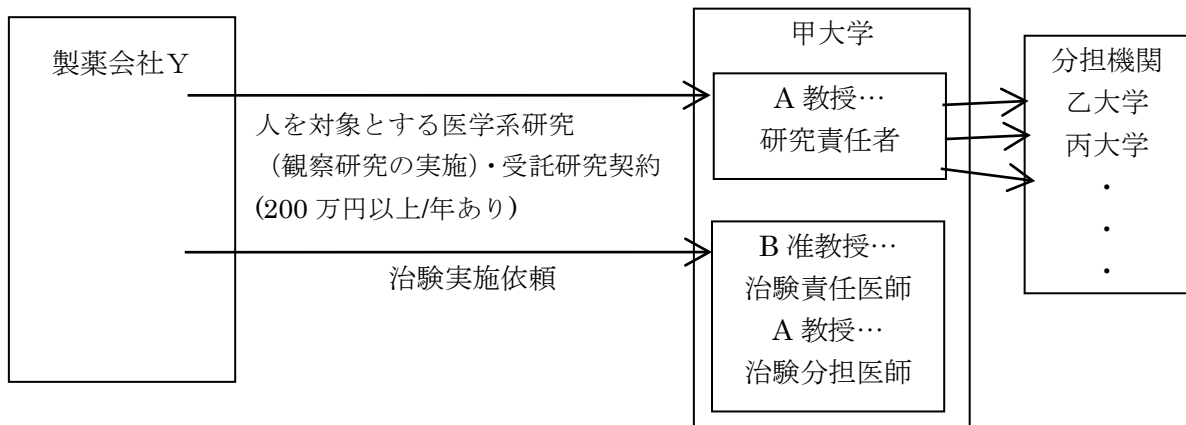 製薬会社Y
人を対象とする医学系研究
（観察研究の実施）・受託研究契約
(200 万円以上/年あり)
治験実施依頼
甲大学
A 教授…
研究責任者
B 准教授…
治験責任医師
A 教授…
治験分担医師
分担機関
乙大学
丙大学
・
・
・